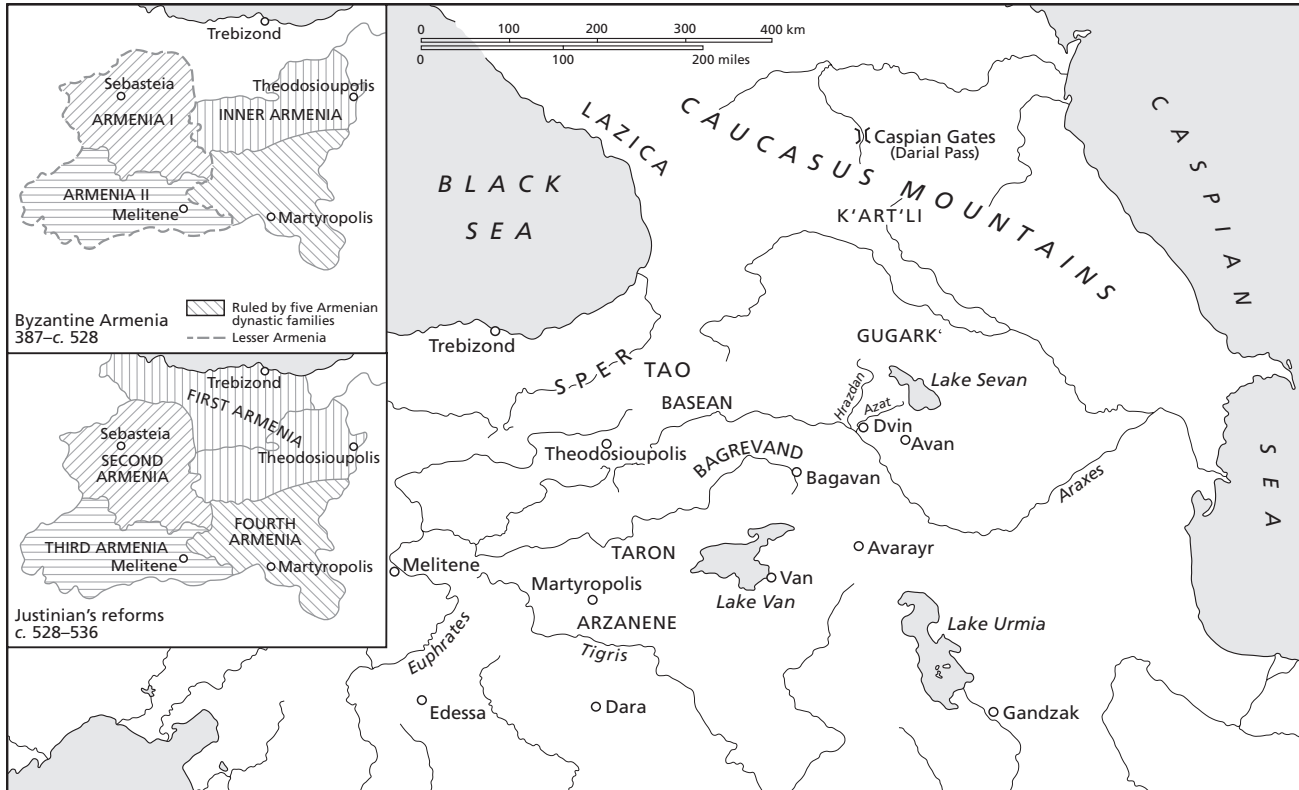 Trebizond
Sebasteia
Theodosioupolis
ARMENIA I
INNER ARMENIA
ARMENIA II
Melitene
Martyropolis
Byzantine Armenia
387–c. 528
Ruled by five Armenian
dynastic families
Lesser Armenia
Trebizond
FIRST ARMENIA
Sebasteia
SECOND
ARMENIA
Theodosioupolis
FOURTH
ARMENIA
THIRD ARMENIA
Melitene
Martyropolis
Justinian's reforms
c. 528–536
0 100 200 300 400 km
0 100 200 miles
LAZICA
CAUCASUS MOUNTAINS
Caspian Gates
(Darial Pass)
CASPIAN
SEA
BLACK
SEA
K‘ART‘LI
Trebizond
GUGARK‘
SPER
TAO
Lake Sevan
Hrazdan
Azat
BASEAN
Dvin
Avan
Theodosioupolis
BAGREVAND
Bagavan
Araxes
TARON
Avarayr
Melitene
Martyropolis
Van
Lake Van
ARZANENE
Lake Urmia
Euphrates
Tigris
Edessa
Dara
Gandzak